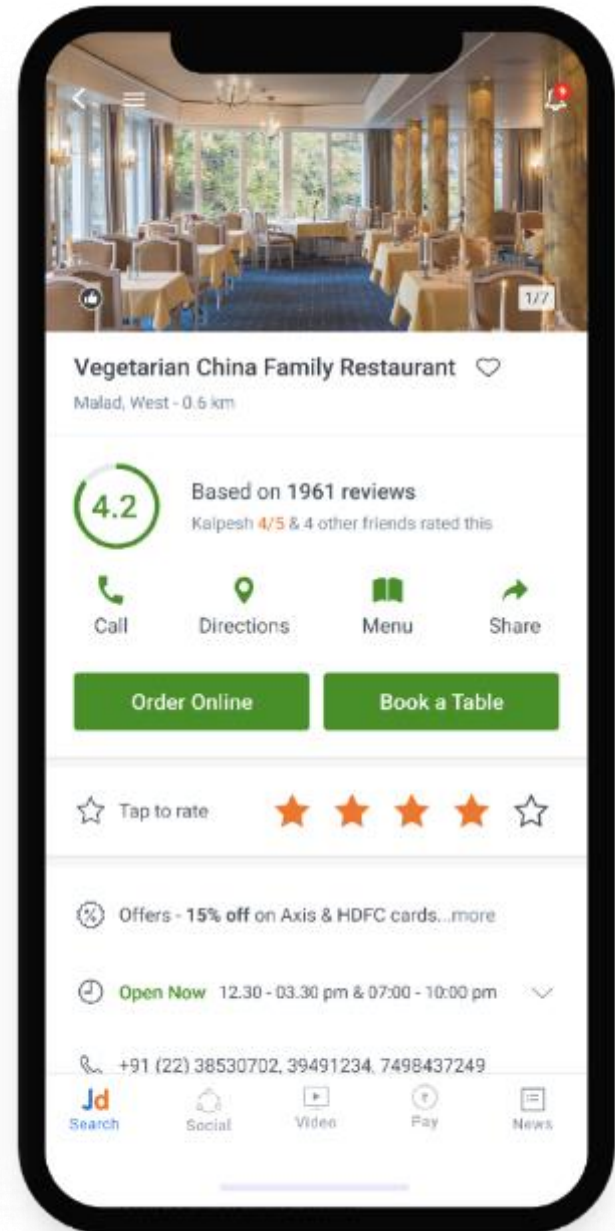 9
1/7
Vegetarian China Family Restaurant
Malad, West - 0.6 km
4.2
Based on 1961 reviews
Kalpesh 4/5 & 4 other friends rated this
Call Directions Menu Share
Order Online Book a Table
Tap to rate
Offers - 15% off on Axis & HDFC cards...more
Open Now 12.30 - 03.30 pm & 07:00 - 10:00 pm
+91 (22) 38530702, 39491234, 7498437249
Jd
Search Social Video Pay News